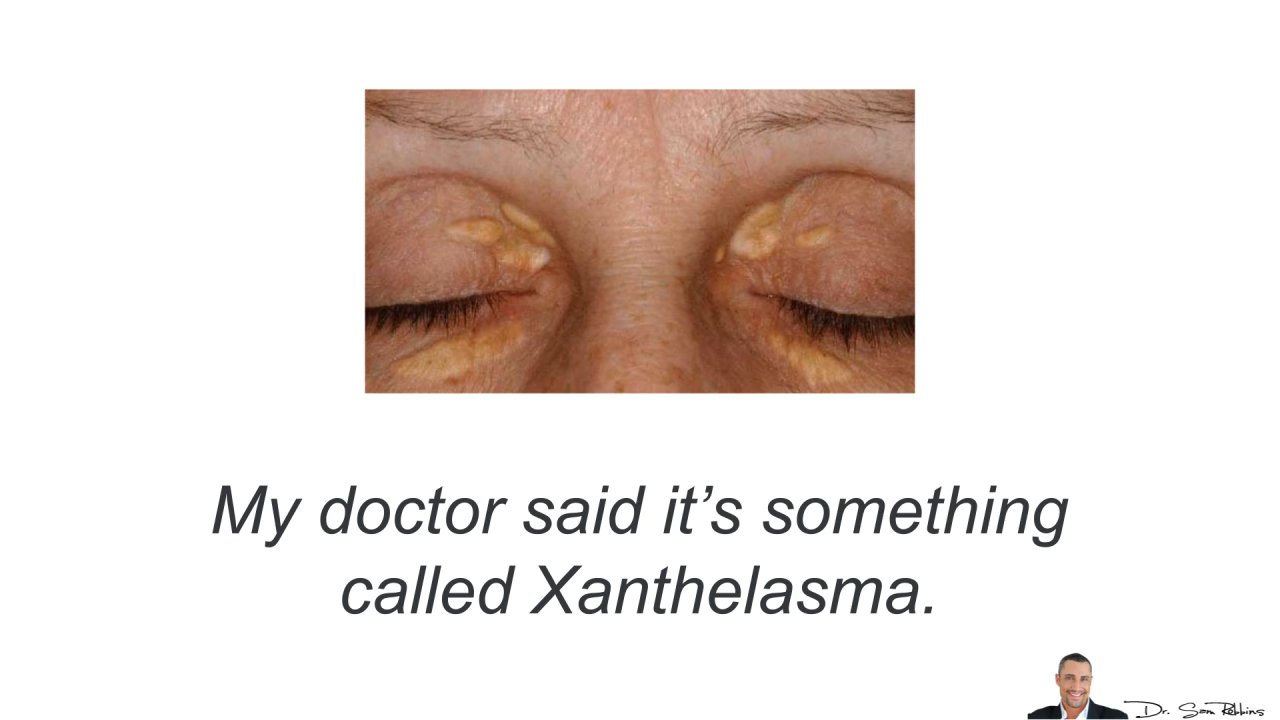 My doctor said it’s something
called Xanthelasma.
Dr. Sam Robbins